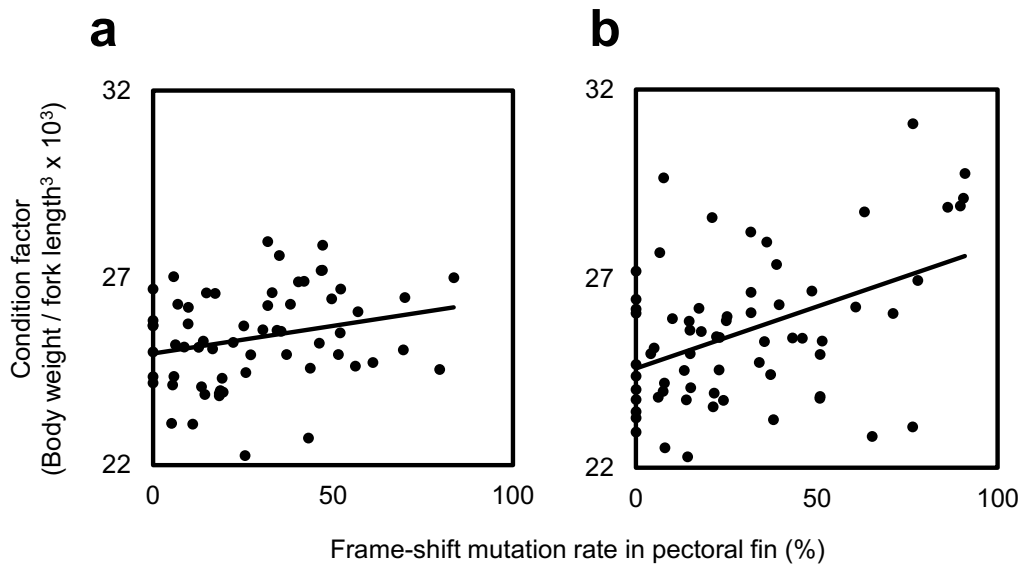 a
b
32
27
22
0
50
100
32
27
22
0
50
100
Condition factor
(Body weight / fork length³ x 10³)
Frame-shift mutation rate in pectoral fin (%)